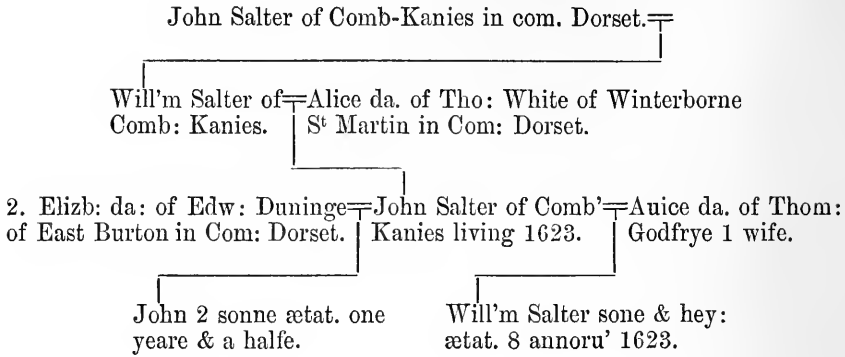 John Salter of Comb-Kanies in com. Dorset.
Will'm Salter of Alice da. of Tho: White of Winterborne
Comb: Kanies. St Martin in Com: Dorset.
2. Elizb: da: of Edw: Duninge John Salter of Comb' Auice da. of Thom:
of East Burton in Com: Dorset. Kanies living 1623. Godfrye 1 wife.
John 2 sonne ætat. one Will'm Salter sone & hey:
yeare & a halfe. ætat. 8 annoru' 1623.